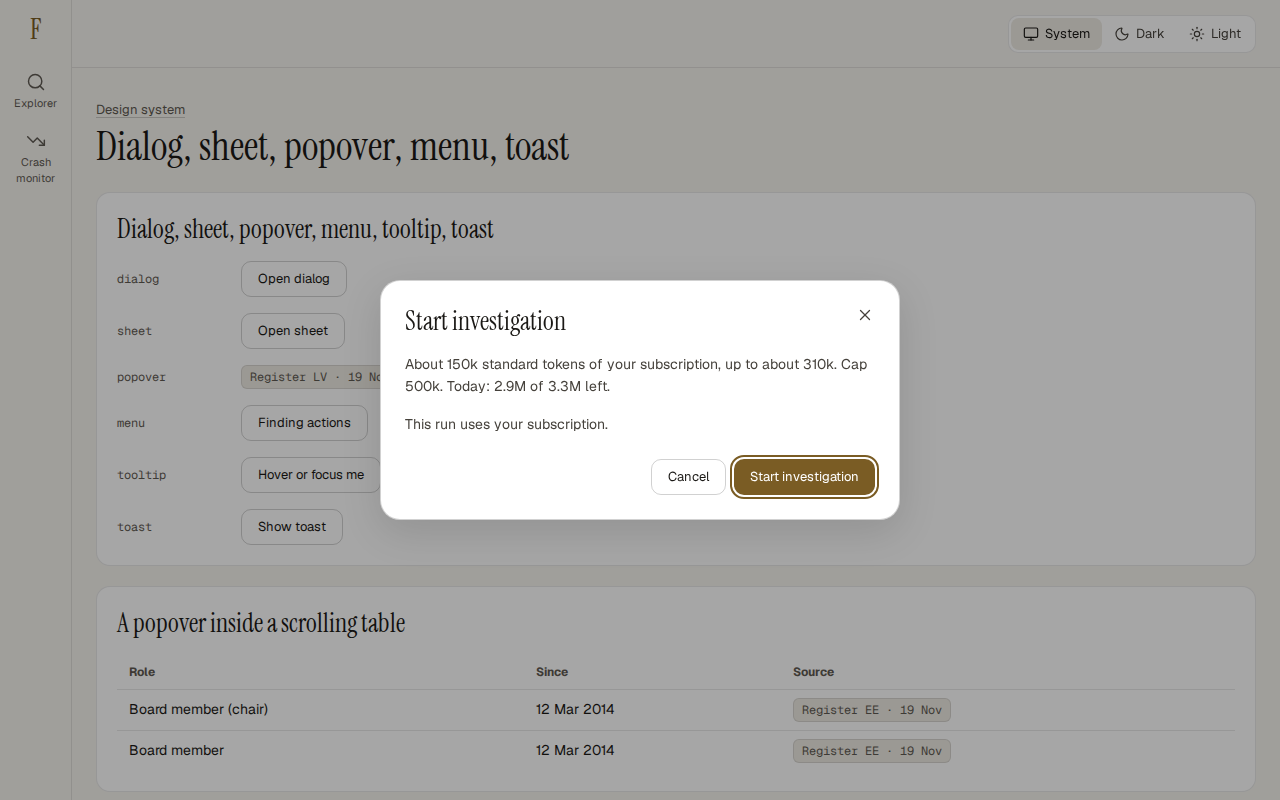 F
System
Dark
Light
Explorer
Crash
monitor
Design system
Dialog, sheet, popover, menu, toast
Dialog, sheet, popover, menu, tooltip, toast
dialog
Open dialog
sheet
Open sheet
popover
Register LV · 19
menu
Finding actions
tooltip
Hover or focus me
toast
Show toast
Start investigation
About 150k standard tokens of your subscription, up to about 310k. Cap
500k. Today: 2.9M of 3.3M left.
This run uses your subscription.
Cancel
Start investigation
A popover inside a scrolling table
Role Since Source
Board member (chair) 12 Mar 2014 Register EE · 19 Nov
Board member 12 Mar 2014 Register EE · 19 Nov